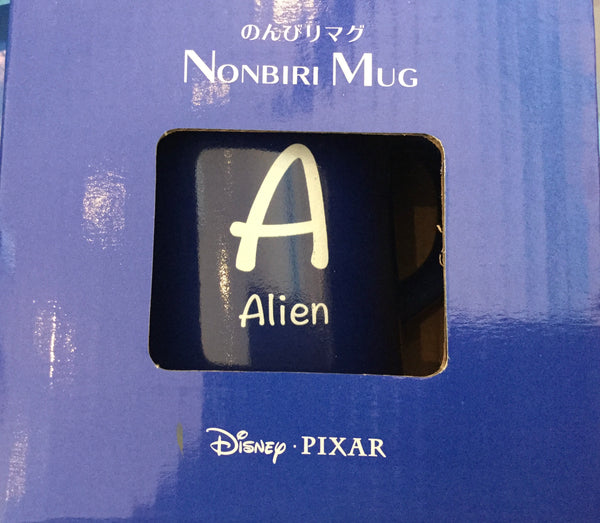 のんびりマグ
NONBIRI MUG
A
Alien
Disney · PIXAR